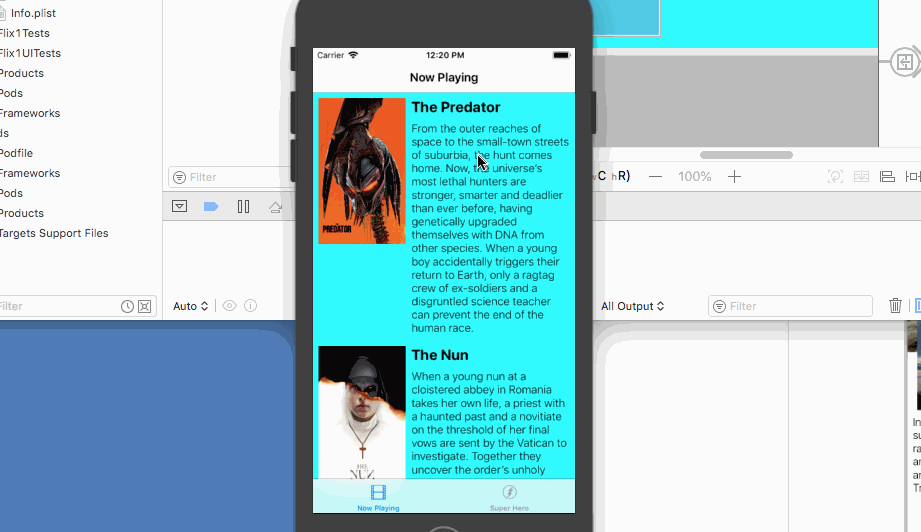 Info.plist
Flix1Tests
Flix1UITests
Products
Pods
Frameworks
ds
Podfile
Frameworks
Pods
Products
Targets Support Files
Filter
Auto
Filter
Carrier
12:20 PM
Now Playing
The Predator
From the outer reaches of
space to the small-town streets
of suburbia, the hunt comes
home. Now, the universe's
most lethal hunters are
stronger, smarter and deadlier
than ever before, having
genetically upgraded
themselves with DNA from
other species. When a young
boy accidentally triggers their
return to Earth, only a ragtag
crew of ex-soldiers and a
disgruntled science teacher
can prevent the end of the
human race.
PREDATOR
The Nun
When a young nun at a
cloistered abbey in Romania
takes her own life, a priest with
a haunted past and a novitiate
on the threshold of her final
vows are sent by the Vatican to
investigate. Together they
uncover the order's unholy
THE
NUN
Now Playing
Super Hero
wC hR)
100%
All Output
Filter
In
su
ra
an
an
Tr